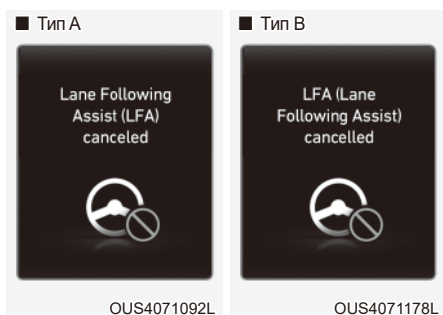 ■ Тип A
Lane Following
Assist (LFA)
canceled
OUS4071092L
■ Тип B
LFA (Lane
Following Assist)
cancelled
OUS4071178L